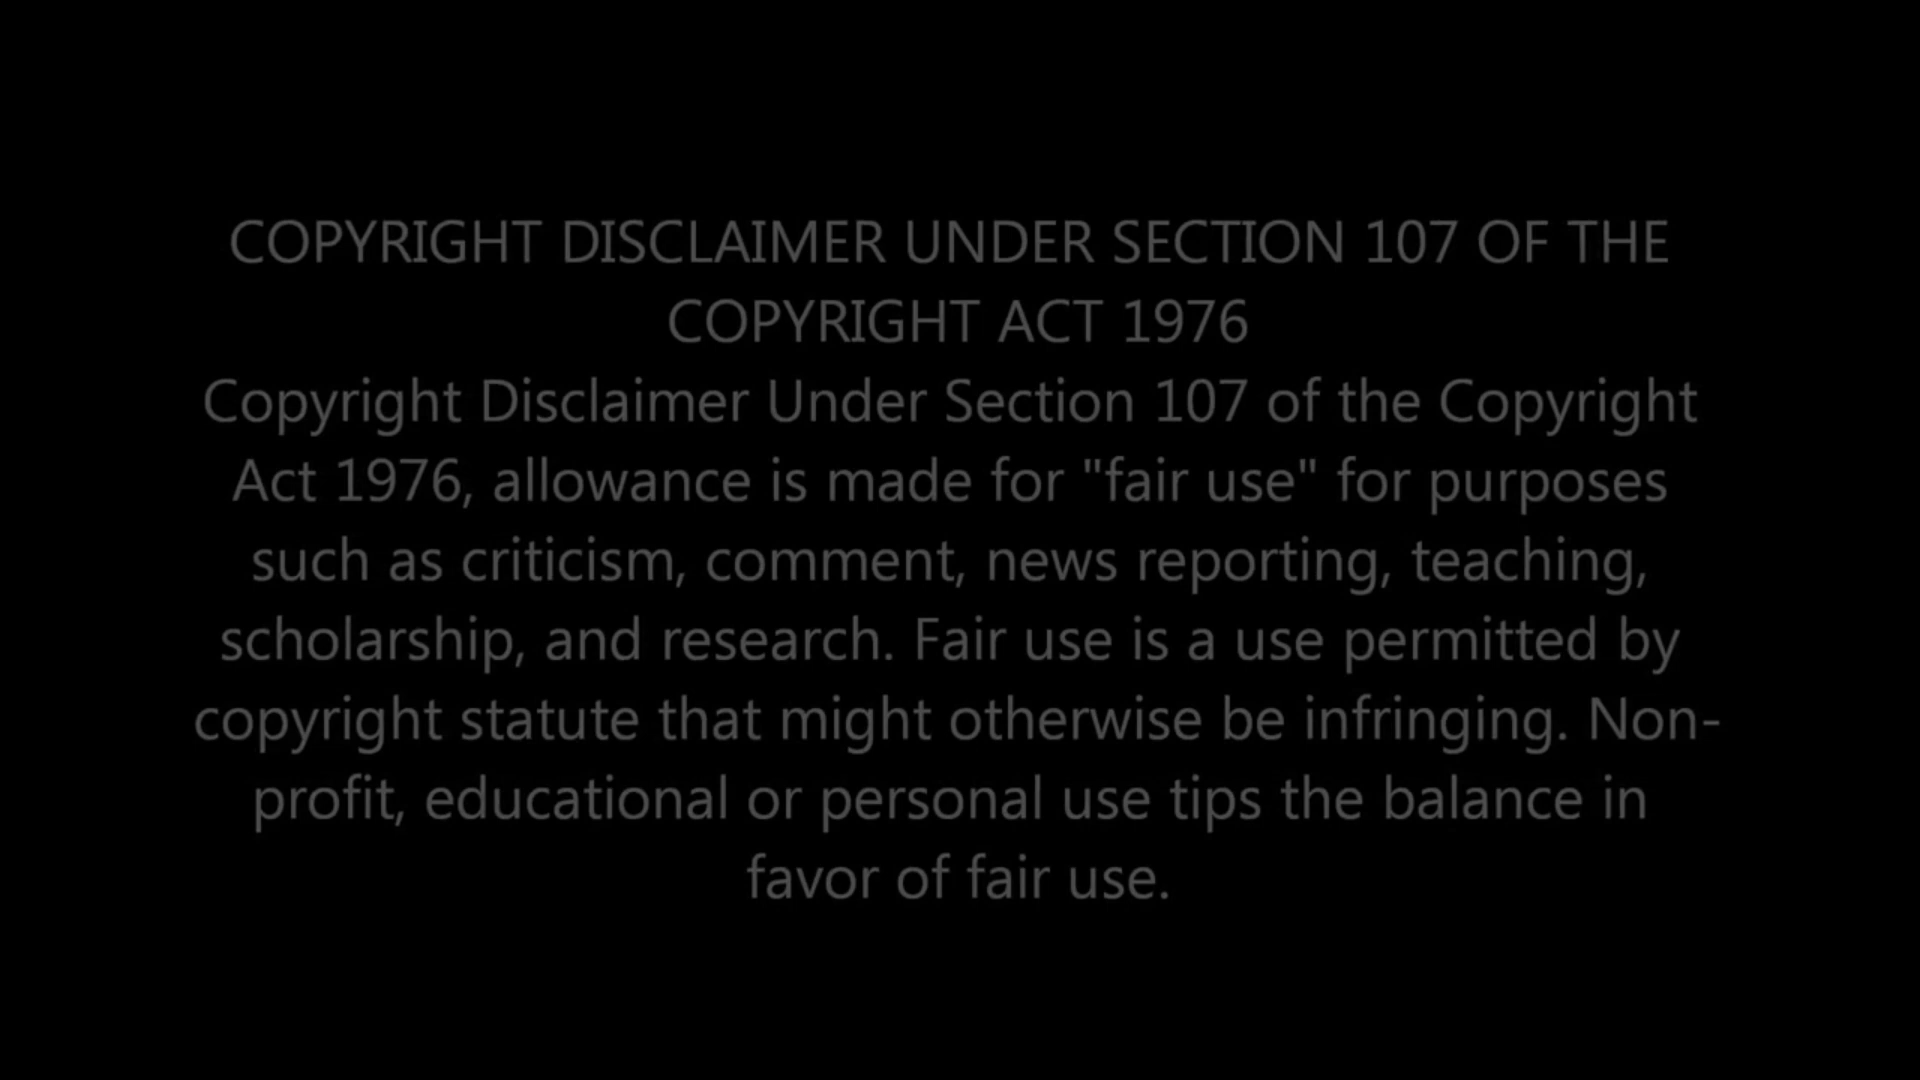 COPYRIGHT DISCLAIMER UNDER SECTION 107 OF THE
COPYRIGHT ACT 1976
Copyright Disclaimer Under Section 107 of the Copyright
Act 1976, allowance is made for "fair use" for purposes
such as criticism, comment, news reporting, teaching,
scholarship, and research. Fair use is a use permitted by
copyright statute that might otherwise be infringing. Non-
profit, educational or personal use tips the balance in
favor of fair use.